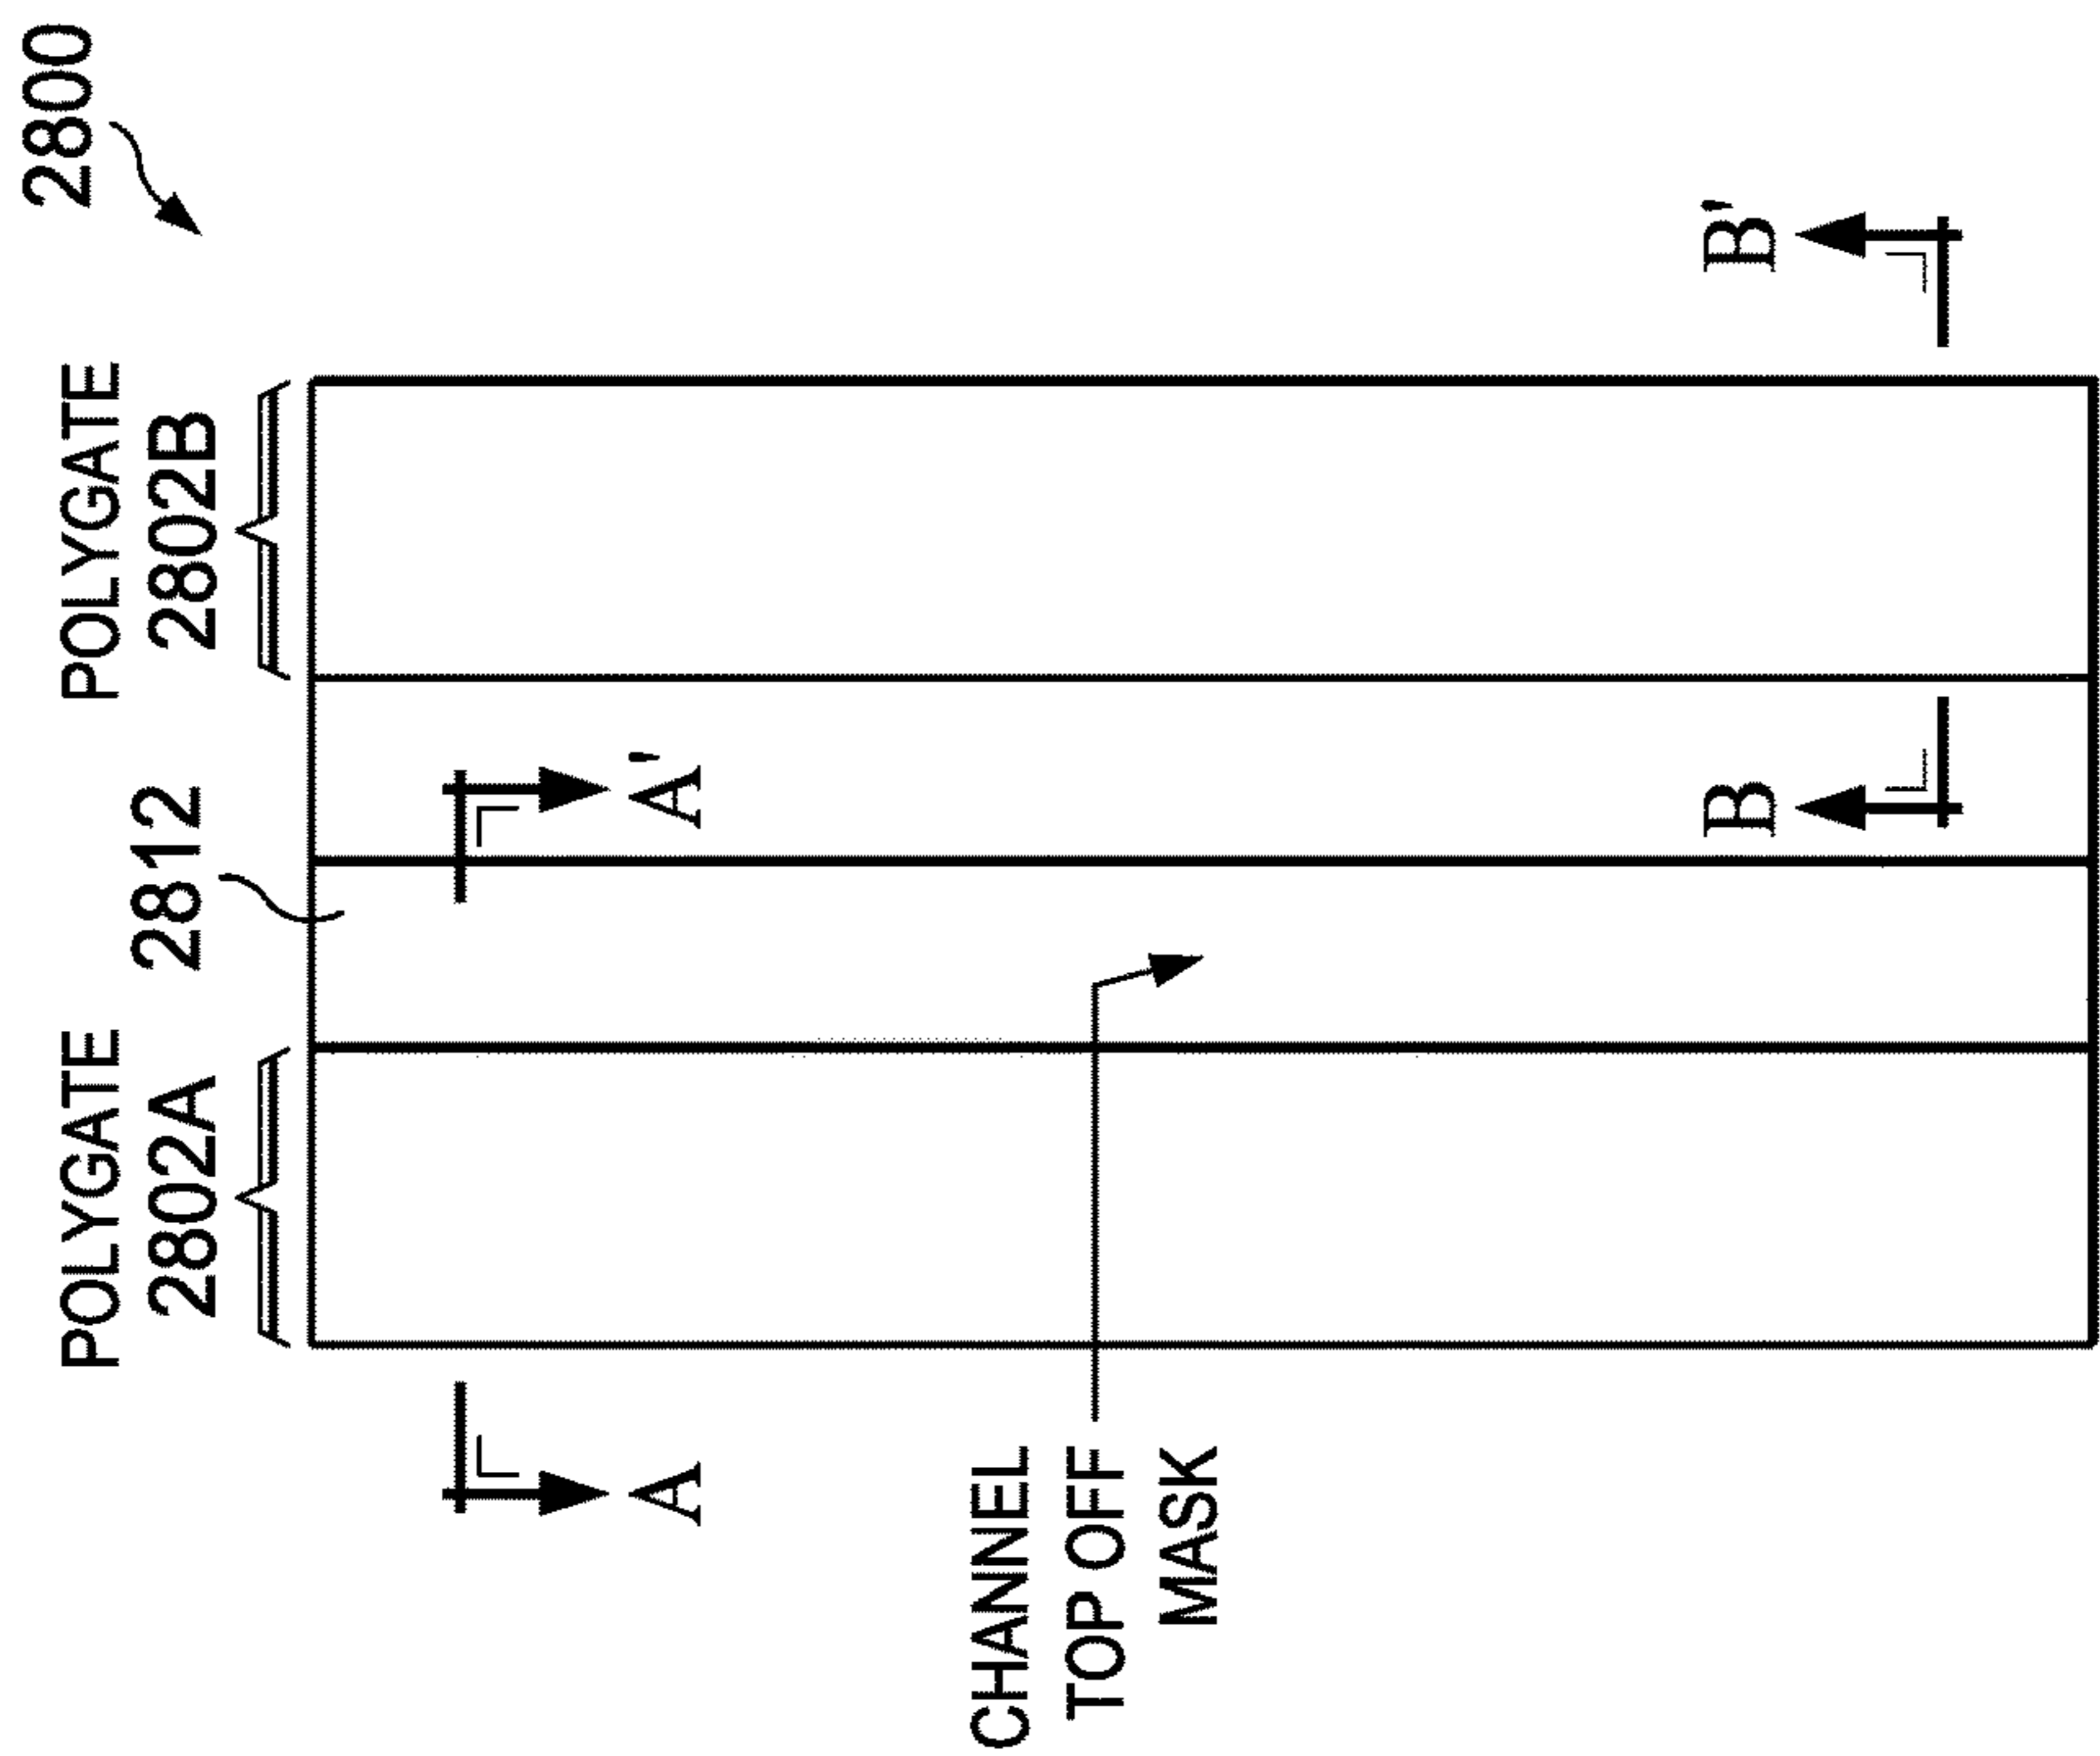 2800
POLYGATE
2802A
2812
POLYGATE
2802B
A
A'
CHANNEL
TOP OFF
MASK
B
B'